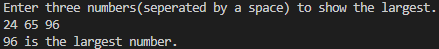 Enter three numbers(seperated by a space) to show the largest.
24 65 96
96 is the largest number.